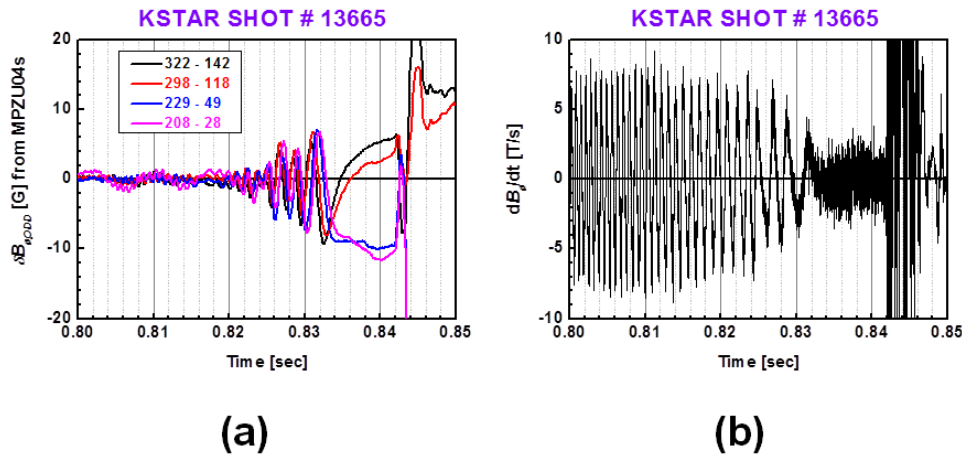 KSTAR SHOT # 13665
20
10
0
-10
-20
δB_θ,ODD [G] from MPZU04s
322 - 142
298 - 118
229 - 49
208 - 28
0.80 0.81 0.82 0.83 0.84 0.85
Time [sec]
(a)
KSTAR SHOT # 13665
10
5
0
-5
-10
dB_θ/dt [T/s]
0.80 0.81 0.82 0.83 0.84 0.85
Time [sec]
(b)